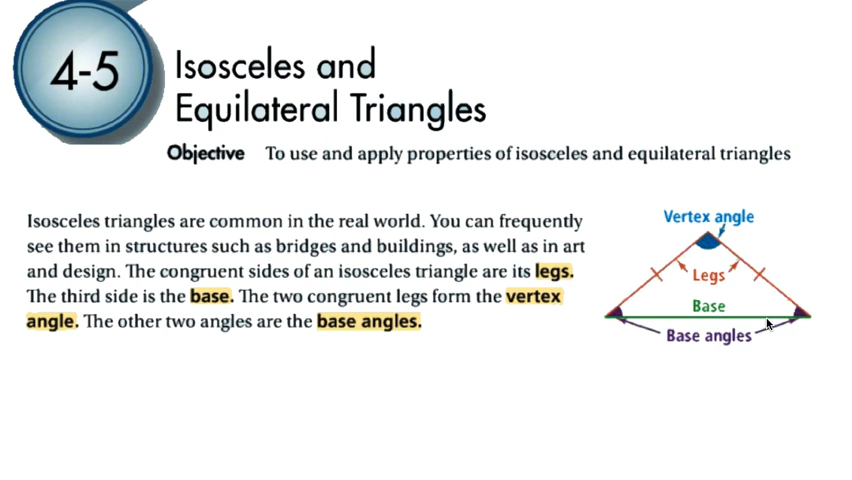 4-5
Isosceles and
Equilateral Triangles
Objective To use and apply properties of isosceles and equilateral triangles
Isosceles triangles are common in the real world. You can frequently
see them in structures such as bridges and buildings, as well as in art
and design. The congruent sides of an isosceles triangle are its legs.
The third side is the base. The two congruent legs form the vertex
angle. The other two angles are the base angles.
Vertex angle
Legs
Base
Base angles